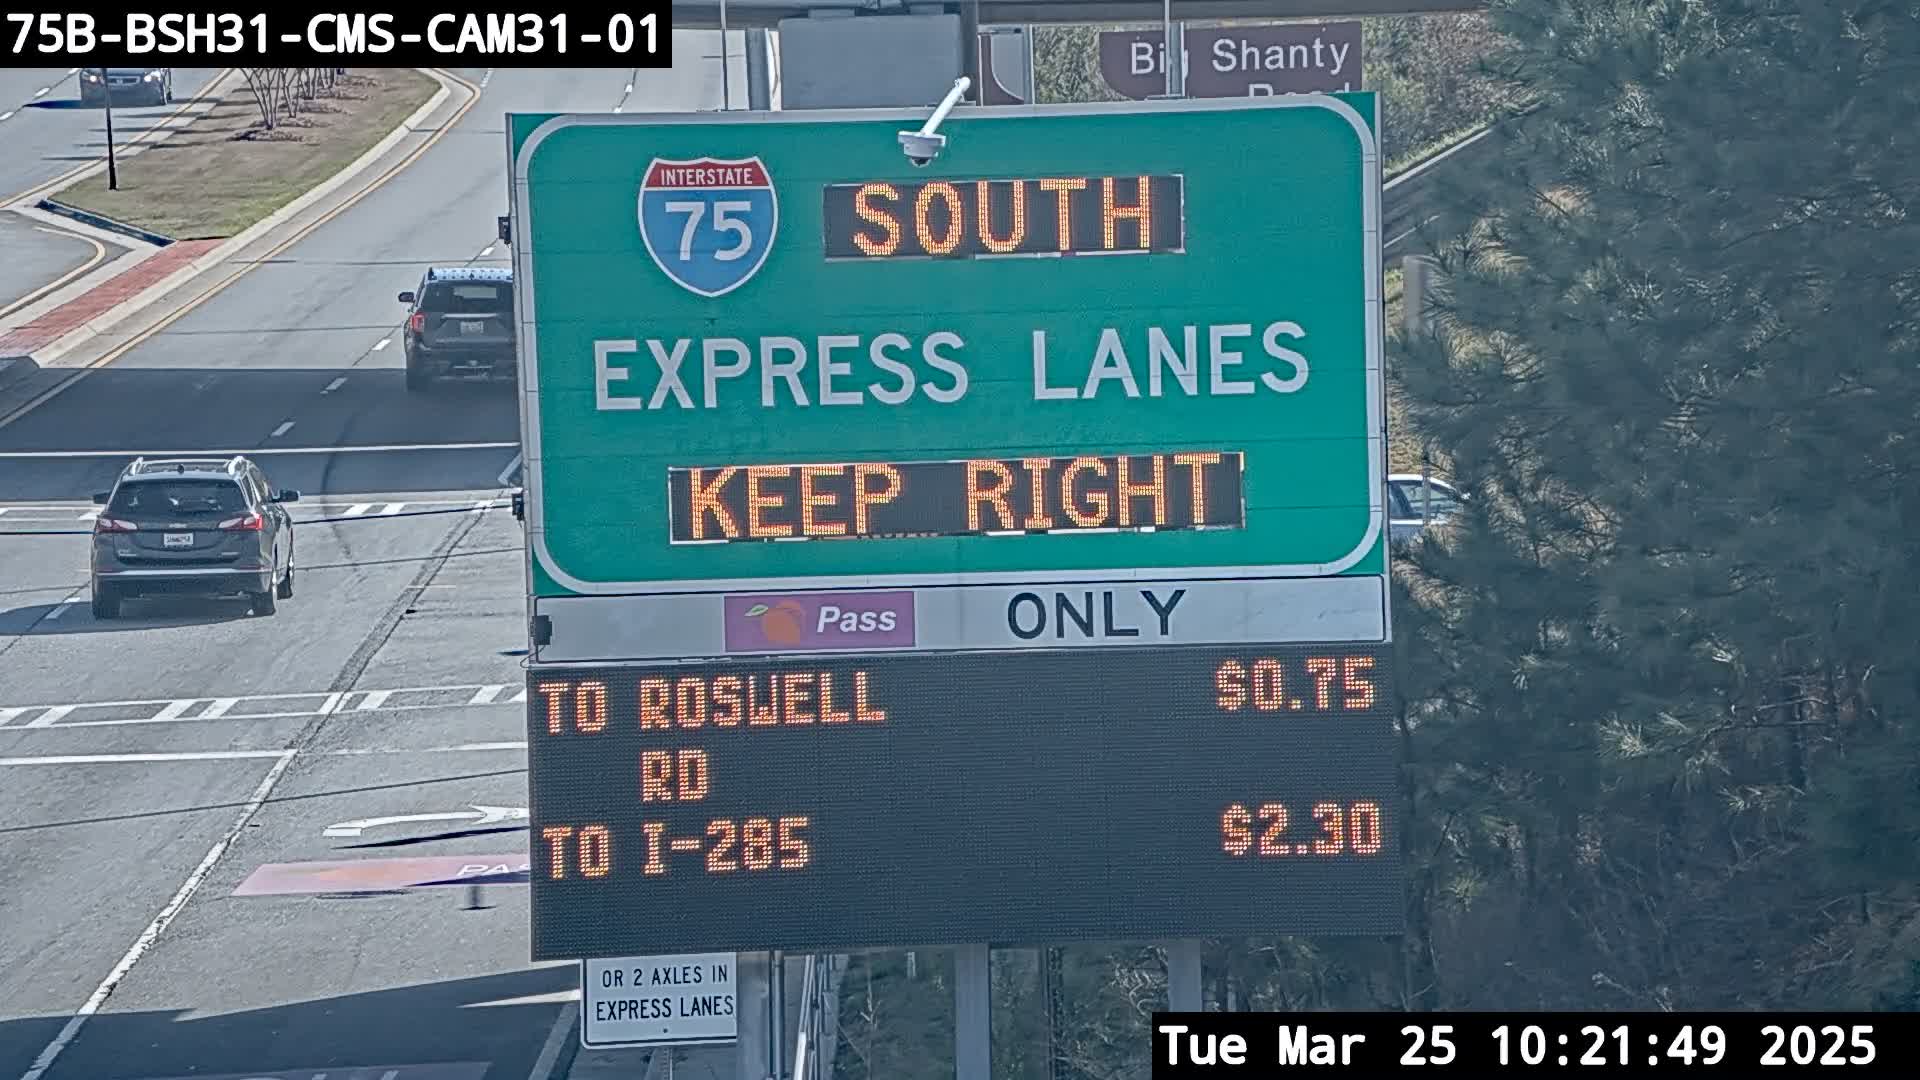 75B-BSH31-CMS-CAM31-01
Big Shanty
Road
INTERSTATE
75
SOUTH
EXPRESS LANES
KEEP RIGHT
Pass ONLY
TO ROSWELL $0.75
RD
TO I-285 $2.30
OR 2 AXLES IN
EXPRESS LANES
Tue Mar 25 10:21:49 2025